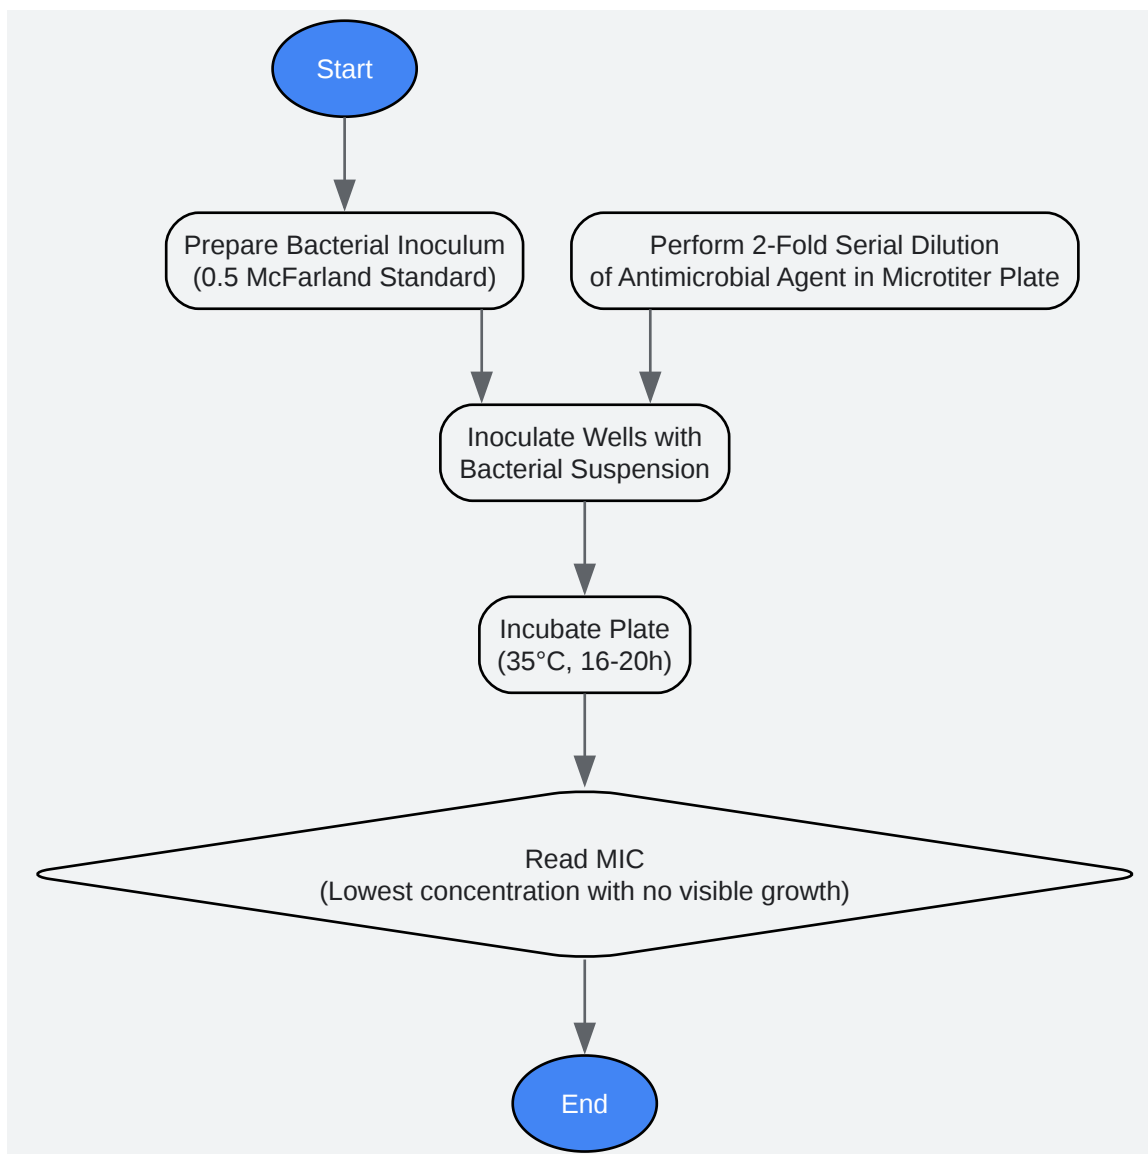 Start
Prepare Bacterial Inoculum
(0.5 McFarland Standard)
Perform 2-Fold Serial Dilution
of Antimicrobial Agent in Microtiter Plate
Inoculate Wells with
Bacterial Suspension
Incubate Plate
(35°C, 16-20h)
Read MIC
(Lowest concentration with no visible growth)
End